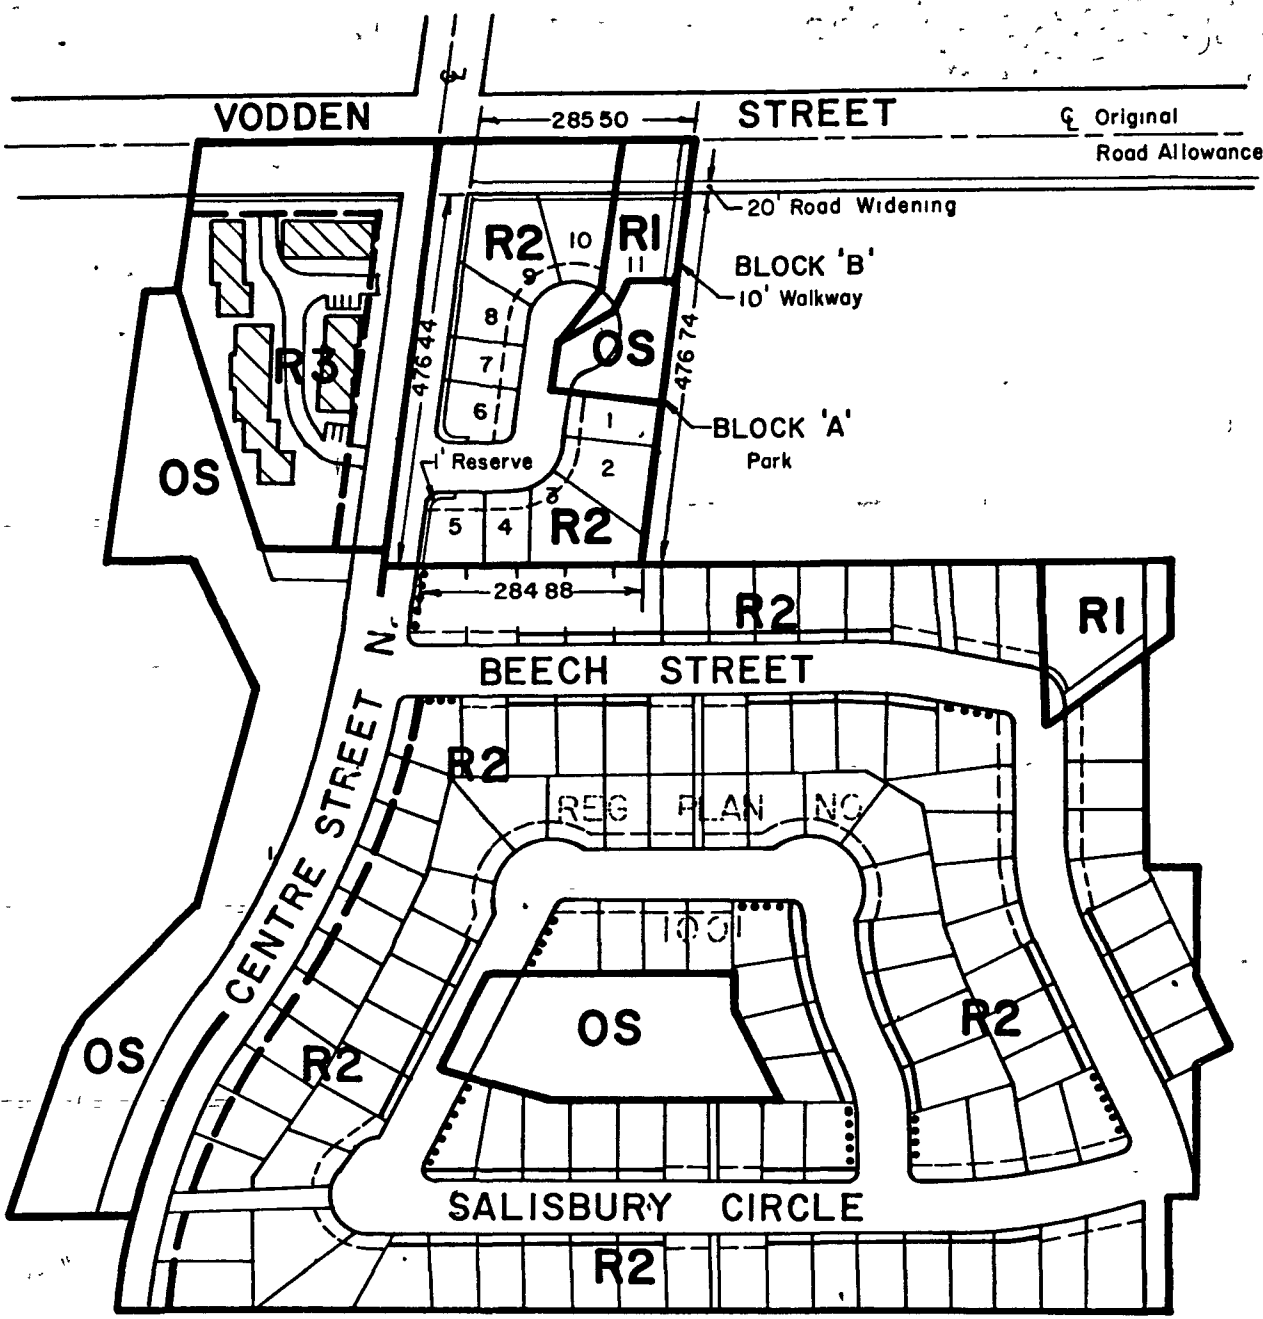 ℄
VODDEN 285 50 STREET
℄ Original
Road Allowance
20' Road Widening
R2 10 R1
11
9
BLOCK 'B'
10' Walkway
8
476 44
476 74
7
OS
R3
6
1
BLOCK 'A'
Park
1' Reserve
2
OS
3
5 4 R2
284 88
R2
R1
BEECH STREET
CENTRE STREET N.
R2
REG PLAN NO
1001
OS
R2
OS
R2
SALISBURY CIRCLE
R2